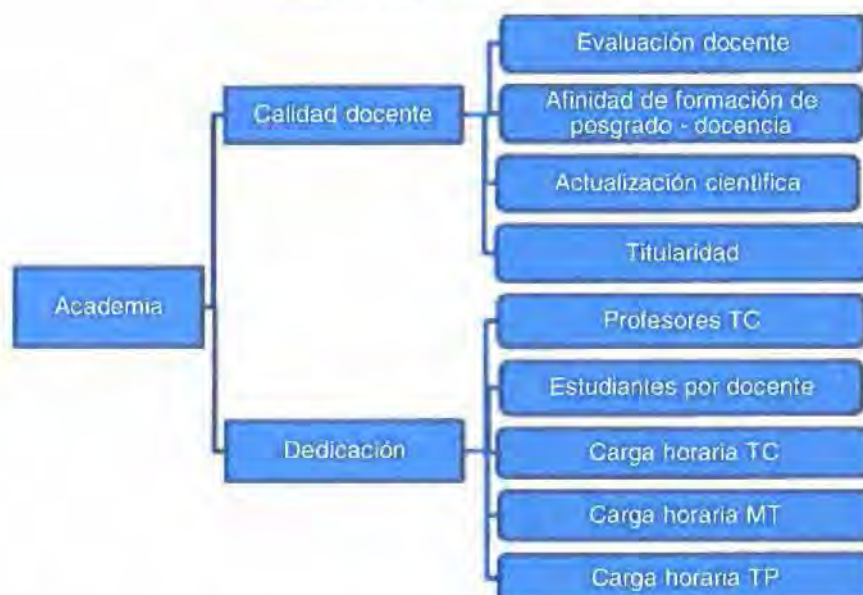 Evaluación docente
Calidad docente
Afinidad de formación de
posgrado - docencia
Actualización científica
Titularidad
Academia
Profesores TC
Estudiantes por docente
Dedicación
Carga horaria TC
Carga horaria MT
Carga horaria TP